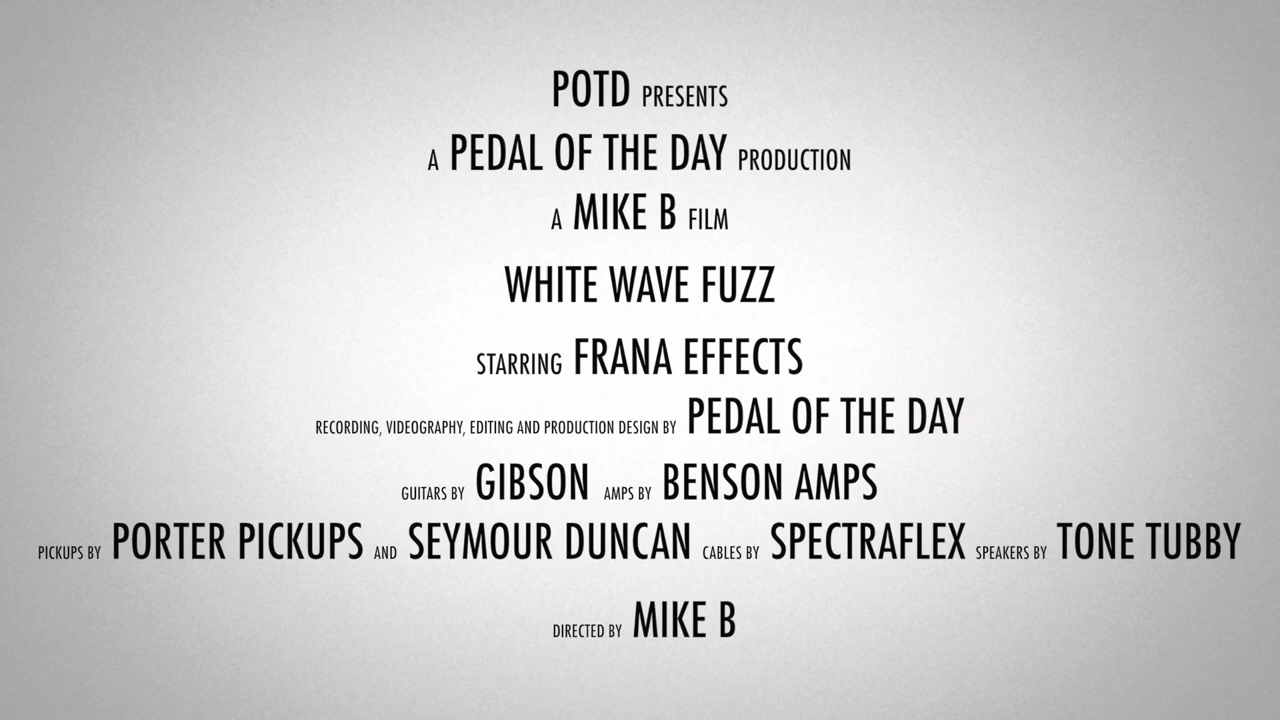 POTD PRESENTS
A PEDAL OF THE DAY PRODUCTION
A MIKE B FILM
WHITE WAVE FUZZ
STARRING FRANA EFFECTS
RECORDING, VIDEOGRAPHY, EDITING AND PRODUCTION DESIGN BY PEDAL OF THE DAY
GUITARS BY GIBSON AMPS BY BENSON AMPS
PICKUPS BY PORTER PICKUPS AND SEYMOUR DUNCAN CABLES BY SPECTRAFLEX SPEAKERS BY TONE TUBBY
DIRECTED BY MIKE B